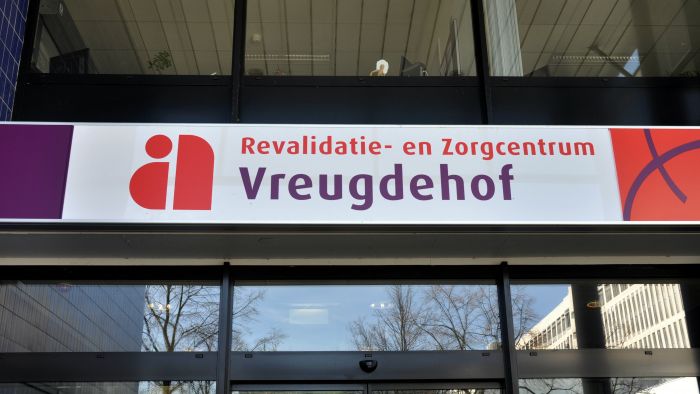 Revalidatie- en Zorgcentrum
Vreugdehof